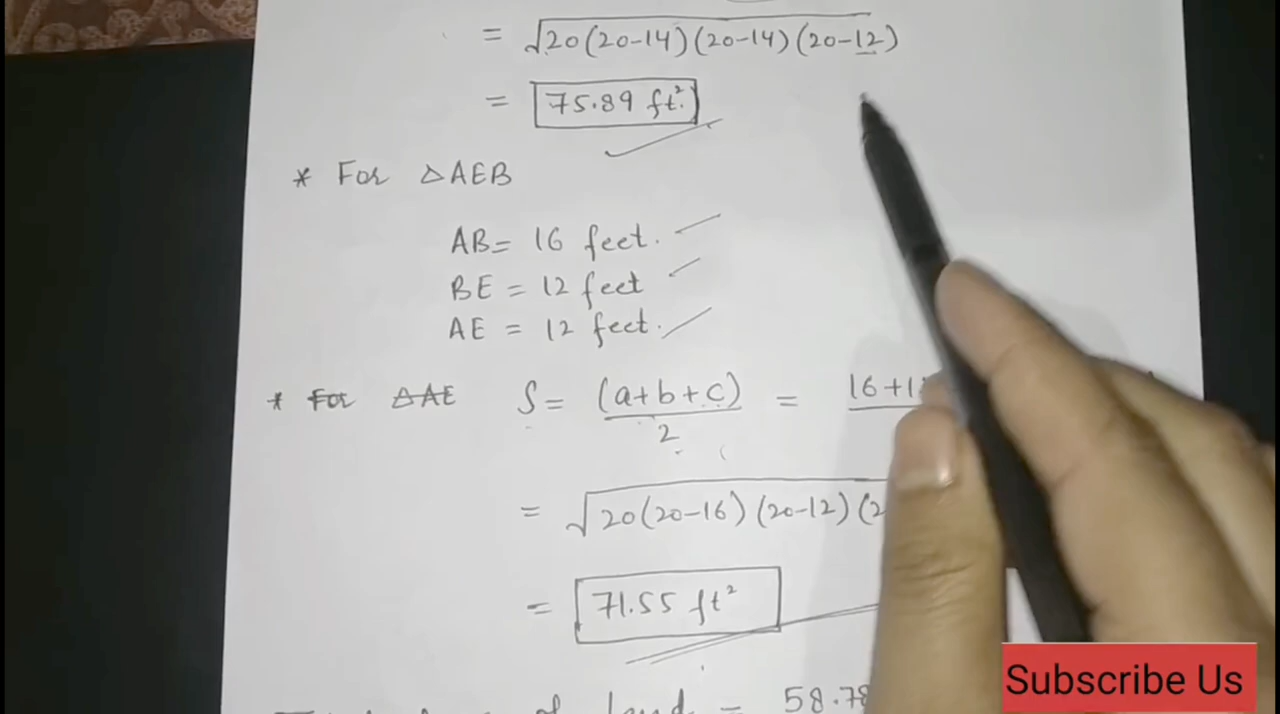 = √20(20-14)(20-14)(20-12)
= 75.89 ft².
* For △AEB
AB= 16 feet.
BE = 12 feet
AE = 12 feet.
* For △AE S= (a+b+c)/2 = 16+1
= √20(20-16)(20-12)(2
= 71.55 ft²
of land = 58.78
Subscribe Us